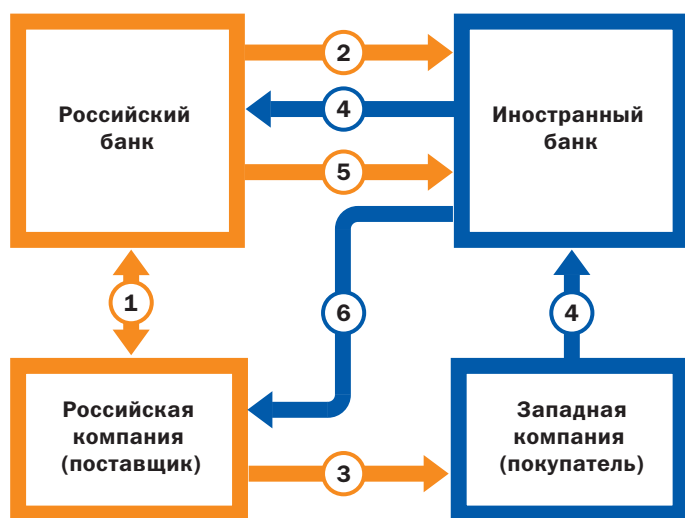 2
Российский
банк
4
Иностранный
банк
5
1
6
4
Российская
компания
(поставщик)
3
Западная
компания
(покупатель)